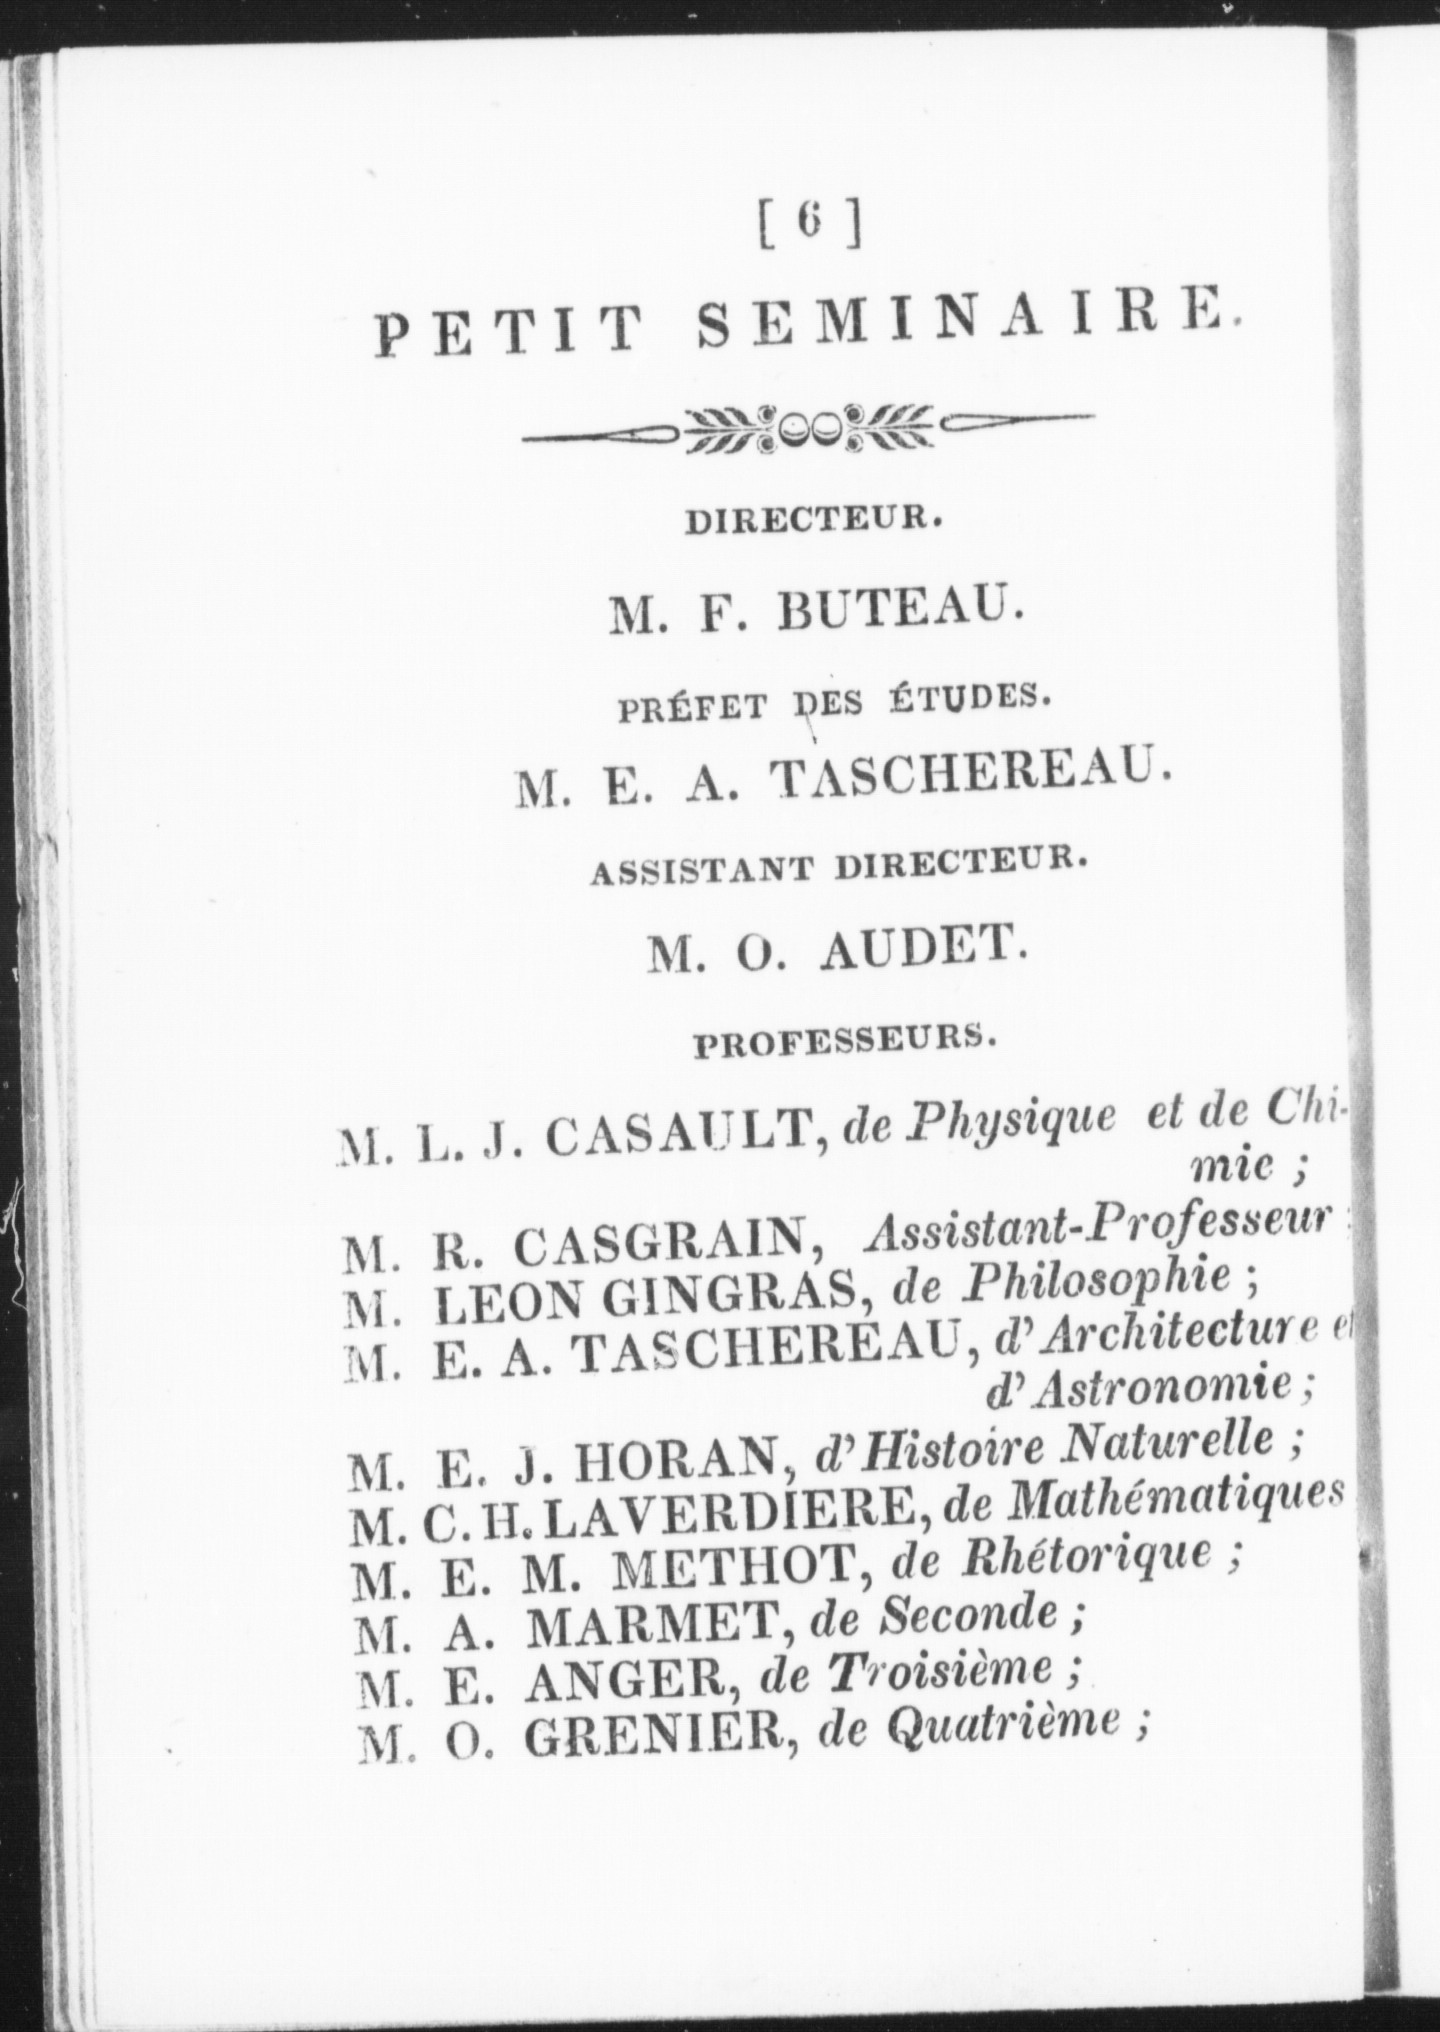 [ 6 ]
PETIT SEMINAIRE.
DIRECTEUR.
M. F. BUTEAU.
PRÉFET DES ÉTUDES.
M. E. A. TASCHEREAU.
ASSISTANT DIRECTEUR.
M. O. AUDET.
PROFESSEURS.
M. L. J. CASAULT, de Physique et de Chi-
mie ;
M. R. CASGRAIN, Assistant-Professeur ;
M. LEON GINGRAS, de Philosophie ;
M. E. A. TASCHEREAU, d'Architecture et
d'Astronomie ;
M. E. J. HORAN, d'Histoire Naturelle ;
M. C. H. LAVERDIERE, de Mathématiques
M. E. M. METHOT, de Rhétorique ;
M. A. MARMET, de Seconde ;
M. E. ANGER, de Troisième ;
M. O. GRENIER, de Quatrième ;